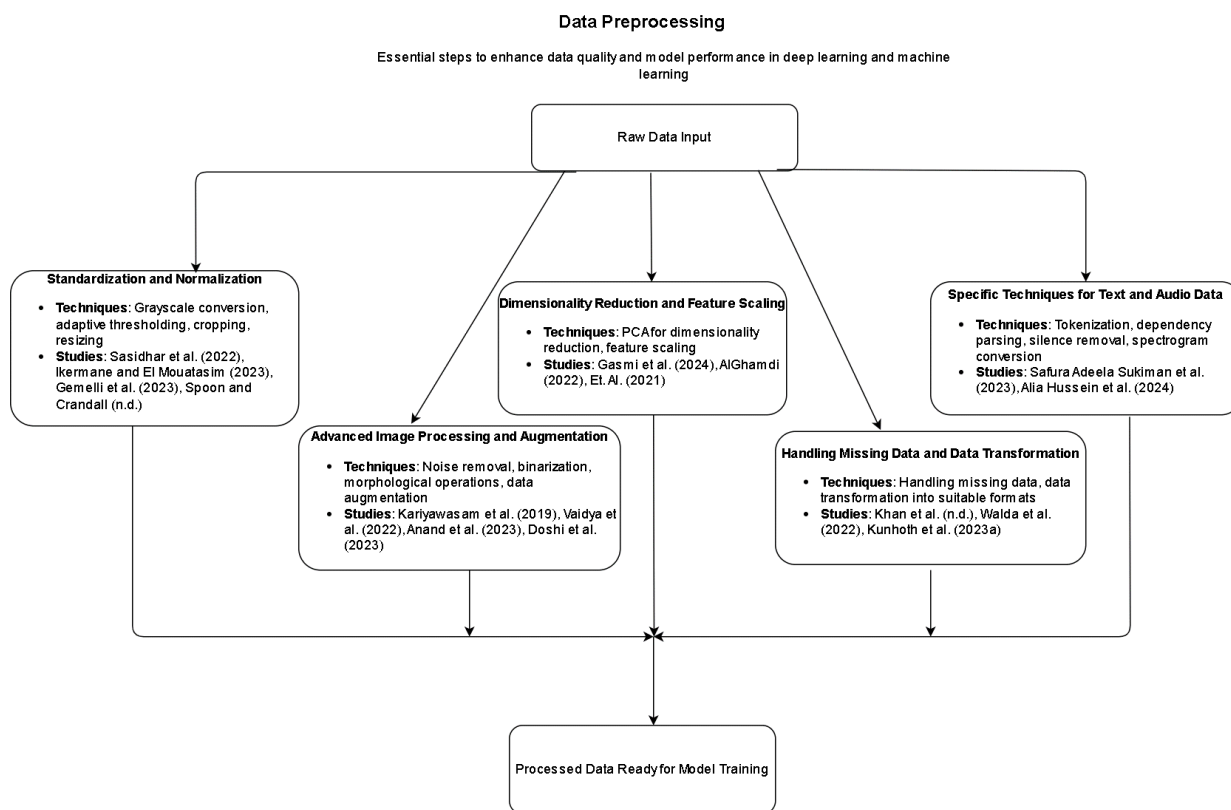 Data Preprocessing
Essential steps to enhance data quality and model performance in deep learning and machine
learning
Raw Data Input
Standardization and Normalization
• Techniques: Grayscale conversion,
adaptive thresholding, cropping,
resizing
• Studies: Sasidhar et al. (2022),
Ikermane and El Mouatasim (2023),
Gemelli et al. (2023), Spoon and
Crandall (n.d.)
Advanced Image Processing and Augmentation
• Techniques: Noise removal, binarization,
morphological operations, data
augmentation
• Studies: Kariyawasam et al. (2019), Vaidya
et al. (2022), Anand et al. (2023), Doshi et al.
(2023)
Dimensionality Reduction and Feature Scaling
• Techniques: PCA for dimensionality
reduction, feature scaling
• Studies: Gasmi et al. (2024), AlGhamdi
(2022), Et. Al. (2021)
Handling Missing Data and Data Transformation
• Techniques: Handling missing data, data
transformation into suitable formats
• Studies: Khan et al. (n.d.), Walda et al.
(2022), Kunhoth et al. (2023a)
Specific Techniques for Text and Audio Data
• Techniques: Tokenization, dependency
parsing, silence removal, spectrogram
conversion
• Studies: Safura Adeela Sukiman et al.
(2023), Alia Hussein et al. (2024)
Processed Data Ready for Model Training